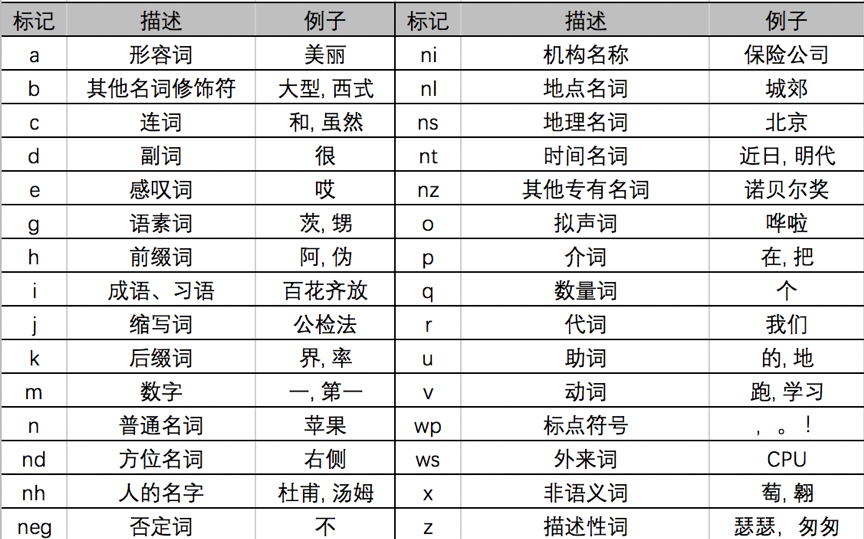 标记 描述 例子 标记 描述 例子
a 形容词 美丽 ni 机构名称 保险公司
b 其他名词修饰符 大型, 西式 nl 地点名词 城郊
c 连词 和, 虽然 ns 地理名词 北京
d 副词 很 nt 时间名词 近日, 明代
e 感叹词 哎 nz 其他专有名词 诺贝尔奖
g 语素词 茨, 甥 o 拟声词 哗啦
h 前缀词 阿, 伪 p 介词 在, 把
i 成语、习语 百花齐放 q 数量词 个
j 缩写词 公检法 r 代词 我们
k 后缀词 界, 率 u 助词 的, 地
m 数字 一, 第一 v 动词 跑, 学习
n 普通名词 苹果 wp 标点符号 ，。！
nd 方位名词 右侧 ws 外来词 CPU
nh 人的名字 杜甫, 汤姆 x 非语义词 萄, 翱
neg 否定词 不 z 描述性词 瑟瑟，匆匆